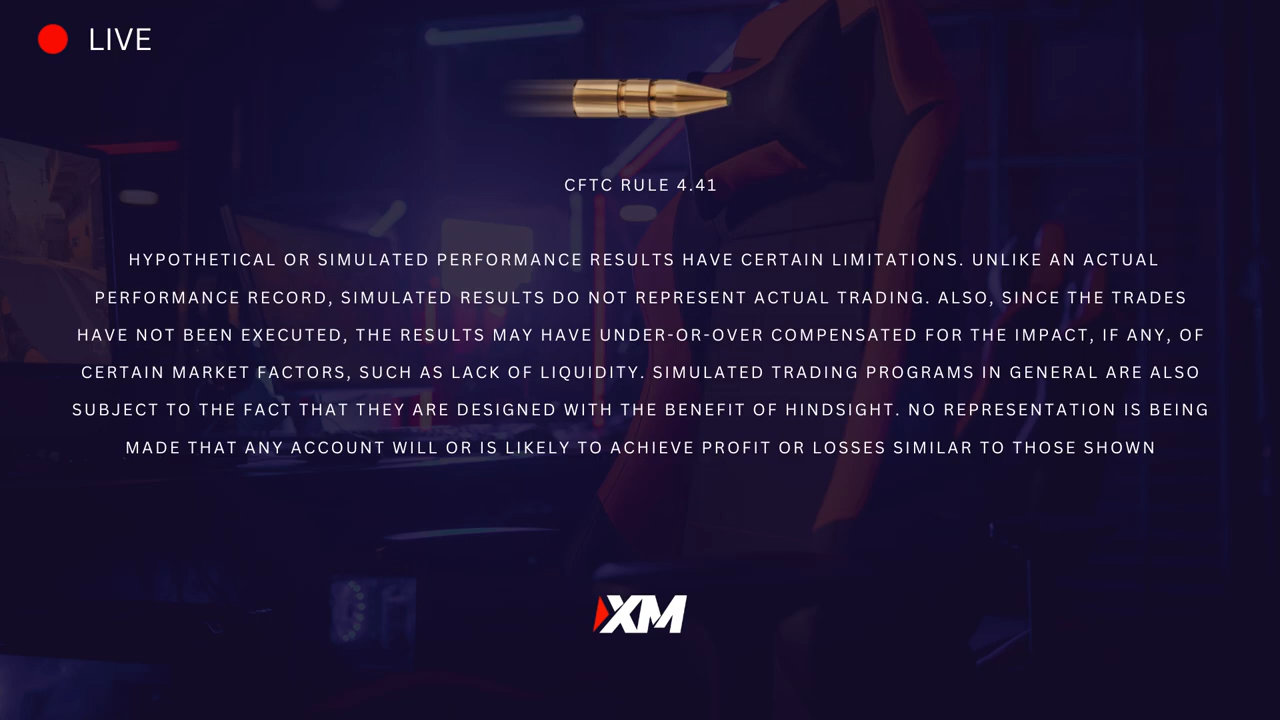 LIVE
CFTC RULE 4.41
HYPOTHETICAL OR SIMULATED PERFORMANCE RESULTS HAVE CERTAIN LIMITATIONS. UNLIKE AN ACTUAL
PERFORMANCE RECORD, SIMULATED RESULTS DO NOT REPRESENT ACTUAL TRADING. ALSO, SINCE THE TRADES
HAVE NOT BEEN EXECUTED, THE RESULTS MAY HAVE UNDER-OR-OVER COMPENSATED FOR THE IMPACT, IF ANY, OF
CERTAIN MARKET FACTORS, SUCH AS LACK OF LIQUIDITY. SIMULATED TRADING PROGRAMS IN GENERAL ARE ALSO
SUBJECT TO THE FACT THAT THEY ARE DESIGNED WITH THE BENEFIT OF HINDSIGHT. NO REPRESENTATION IS BEING
MADE THAT ANY ACCOUNT WILL OR IS LIKELY TO ACHIEVE PROFIT OR LOSSES SIMILAR TO THOSE SHOWN
XM